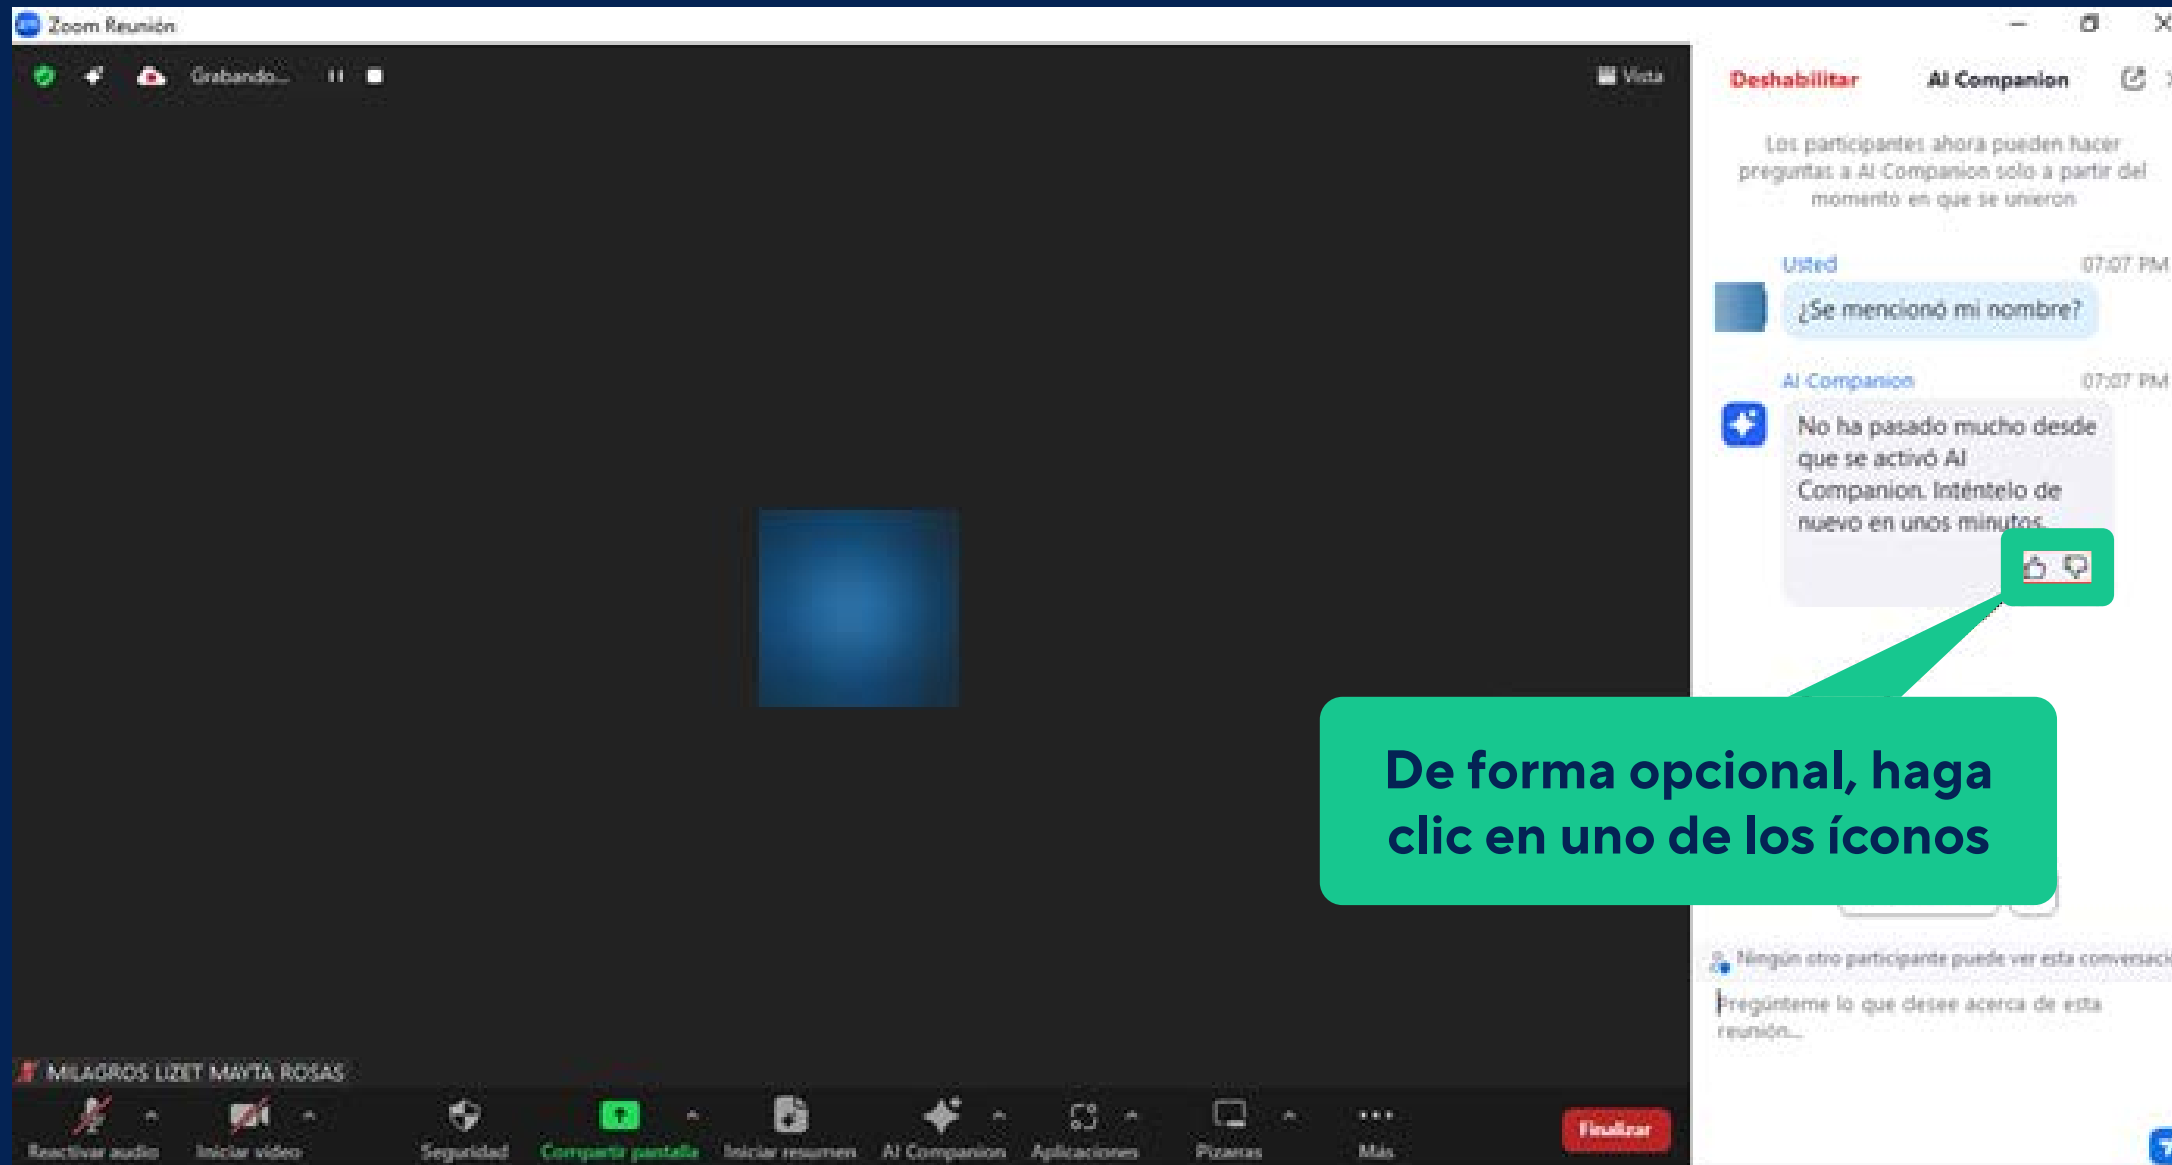 Zoom Reunión
Grabando...
Vista
Deshabilitar
AI Companion
Los participantes ahora pueden hacer
preguntas a AI Companion solo a partir del
momento en que se unieron
Usted
07:07 PM
¿Se mencionó mi nombre?
AI Companion
07:07 PM
No ha pasado mucho desde
que se activó AI
Companion. Inténtelo de
nuevo en unos minutos.
De forma opcional, haga
clic en uno de los íconos
Ningún otro participante puede ver esta conversació
Pregúnteme lo que desee acerca de esta
reunión...
MILAGROS LIZET MAYTA ROSAS
Reactivar audio
Iniciar video
Seguridad
Compartir pantalla
Iniciar resumen
AI Companion
Aplicaciones
Pizarras
Más
Finalizar